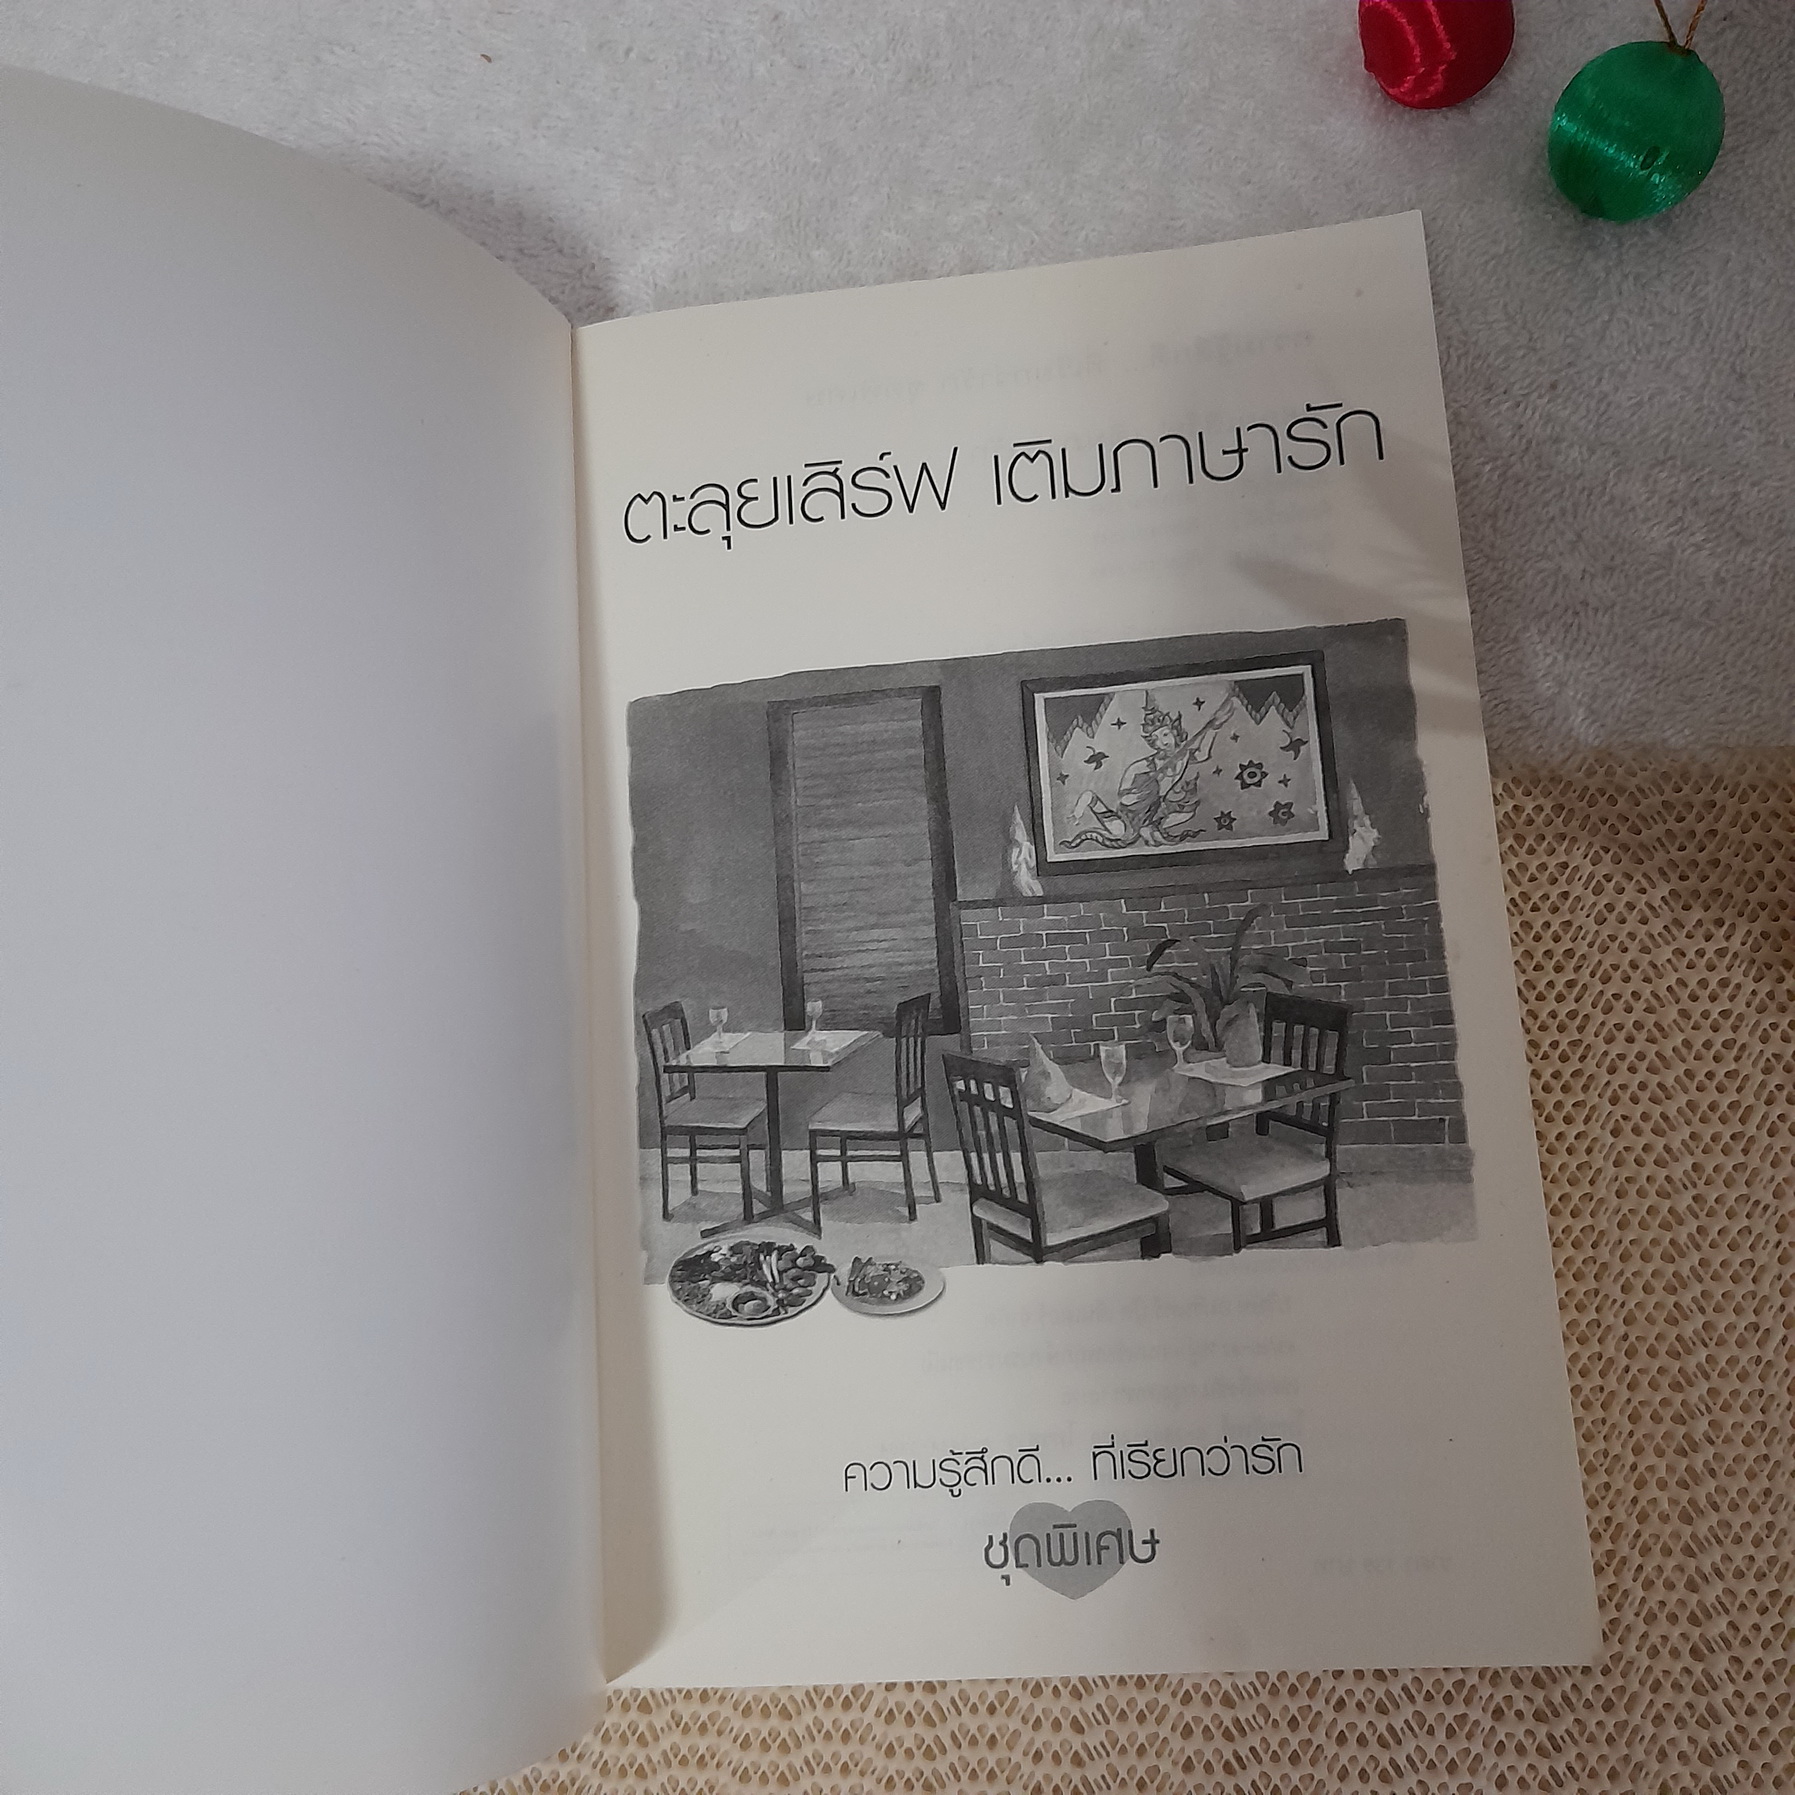 ตะลุยเสิร์ฟ เติมภาษารัก
ความรู้สึกดี... ที่เรียกว่ารัก
ชุดพิเศษ